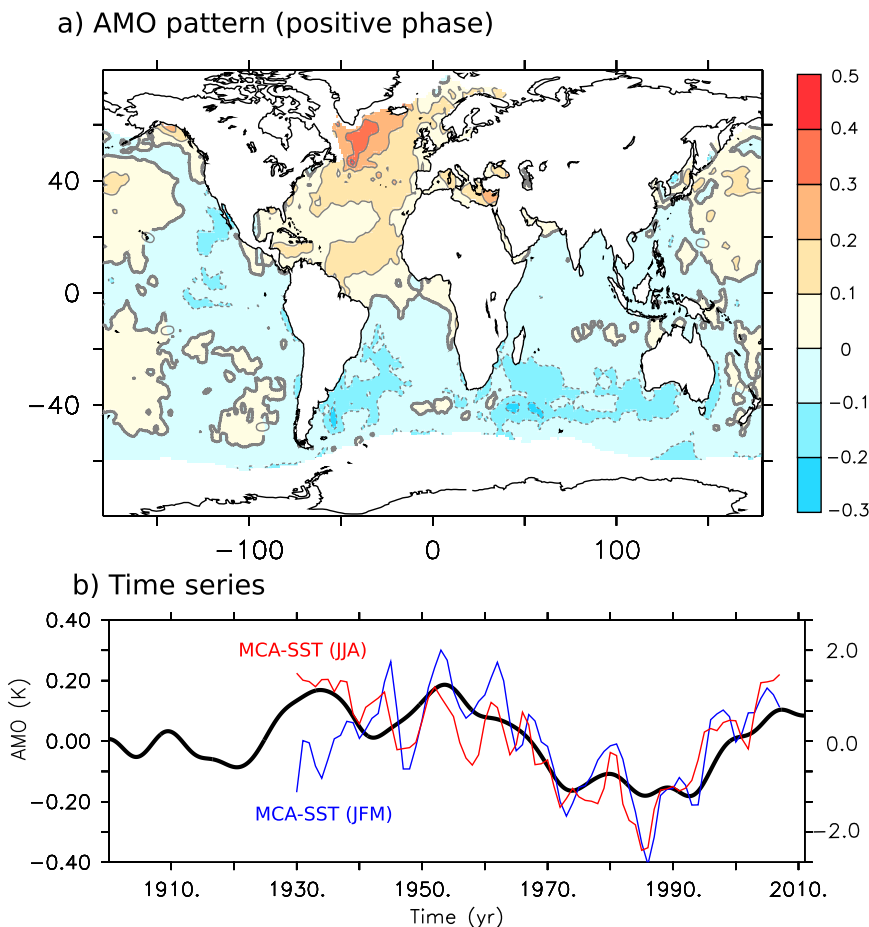 a) AMO pattern (positive phase)
0.5
0.4
0.3
0.2
0.1
0
−0.1
−0.2
−0.3
40
0
−40
−100 0 100
b) Time series
0.40
0.20
0.00
−0.20
−0.40
AMO (K)
MCA-SST (JJA)
MCA-SST (JFM)
2.0
0.0
−2.0
1910. 1930. 1950. 1970. 1990. 2010.
Time (yr)